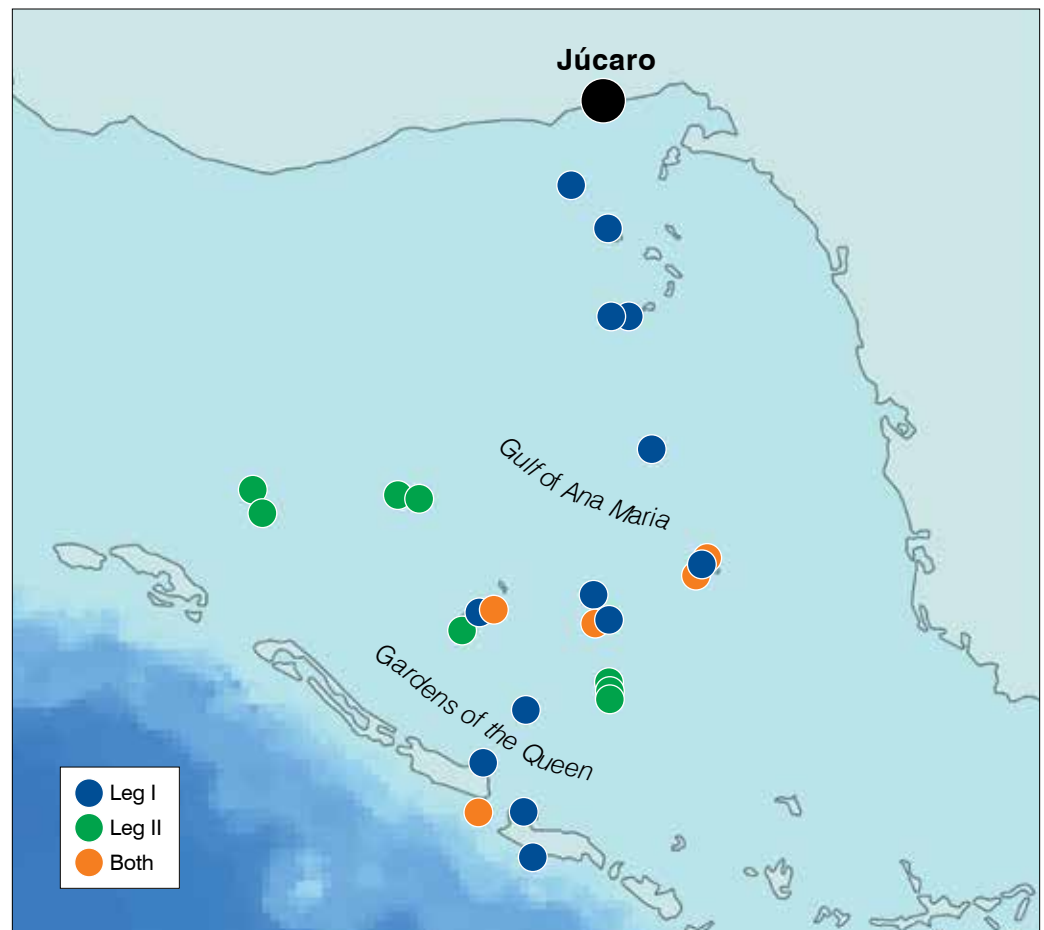 Júcaro
Gulf of Ana Maria
Gardens of the Queen
Leg I
Leg II
Both